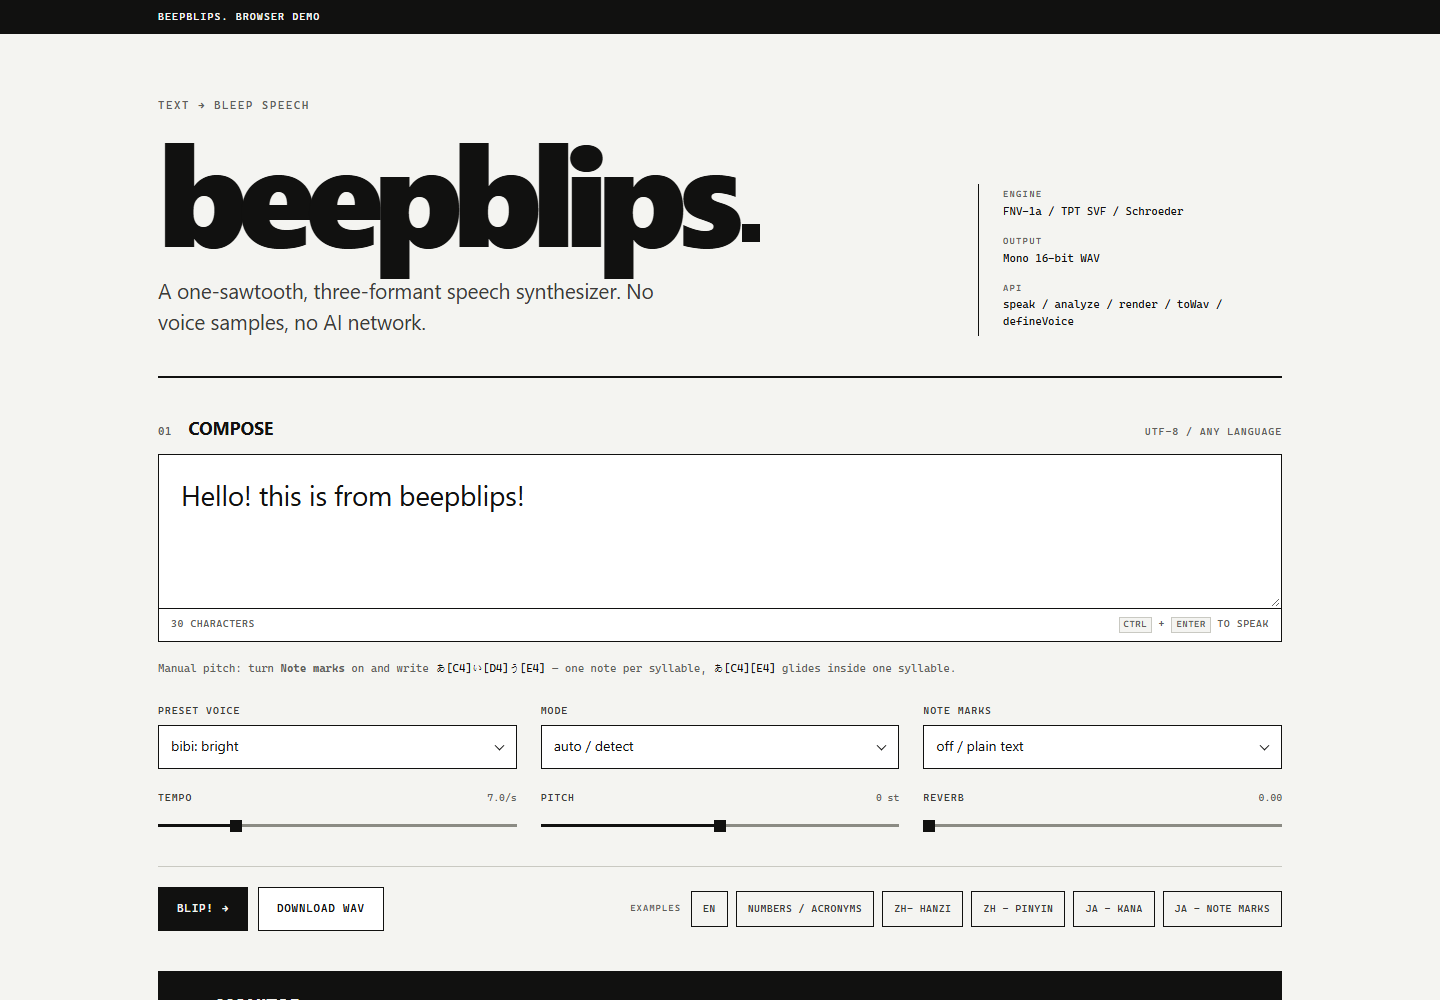 BEEPBLIPS. BROWSER DEMO
TEXT → BLEEP SPEECH
beepblips.
A one-sawtooth, three-formant speech synthesizer. No
voice samples, no AI network.
ENGINE
FNV-1a / TPT SVF / Schroeder
OUTPUT
Mono 16-bit WAV
API
speak / analyze / render / toWav /
defineVoice
01 COMPOSE
UTF-8 / ANY LANGUAGE
Hello! this is from beepblips!
30 CHARACTERS
CTRL + ENTER TO SPEAK
Manual pitch: turn Note marks on and write あ[C4]い[D4]う[E4] — one note per syllable, あ[C4][E4] glides inside one syllable.
PRESET VOICE
bibi: bright
MODE
auto / detect
NOTE MARKS
off / plain text
TEMPO 7.0/s
PITCH 0 st
REVERB 0.00
BLIP! →
DOWNLOAD WAV
EXAMPLES
EN
NUMBERS / ACRONYMS
ZH- HANZI
ZH - PINYIN
JA - KANA
JA - NOTE MARKS